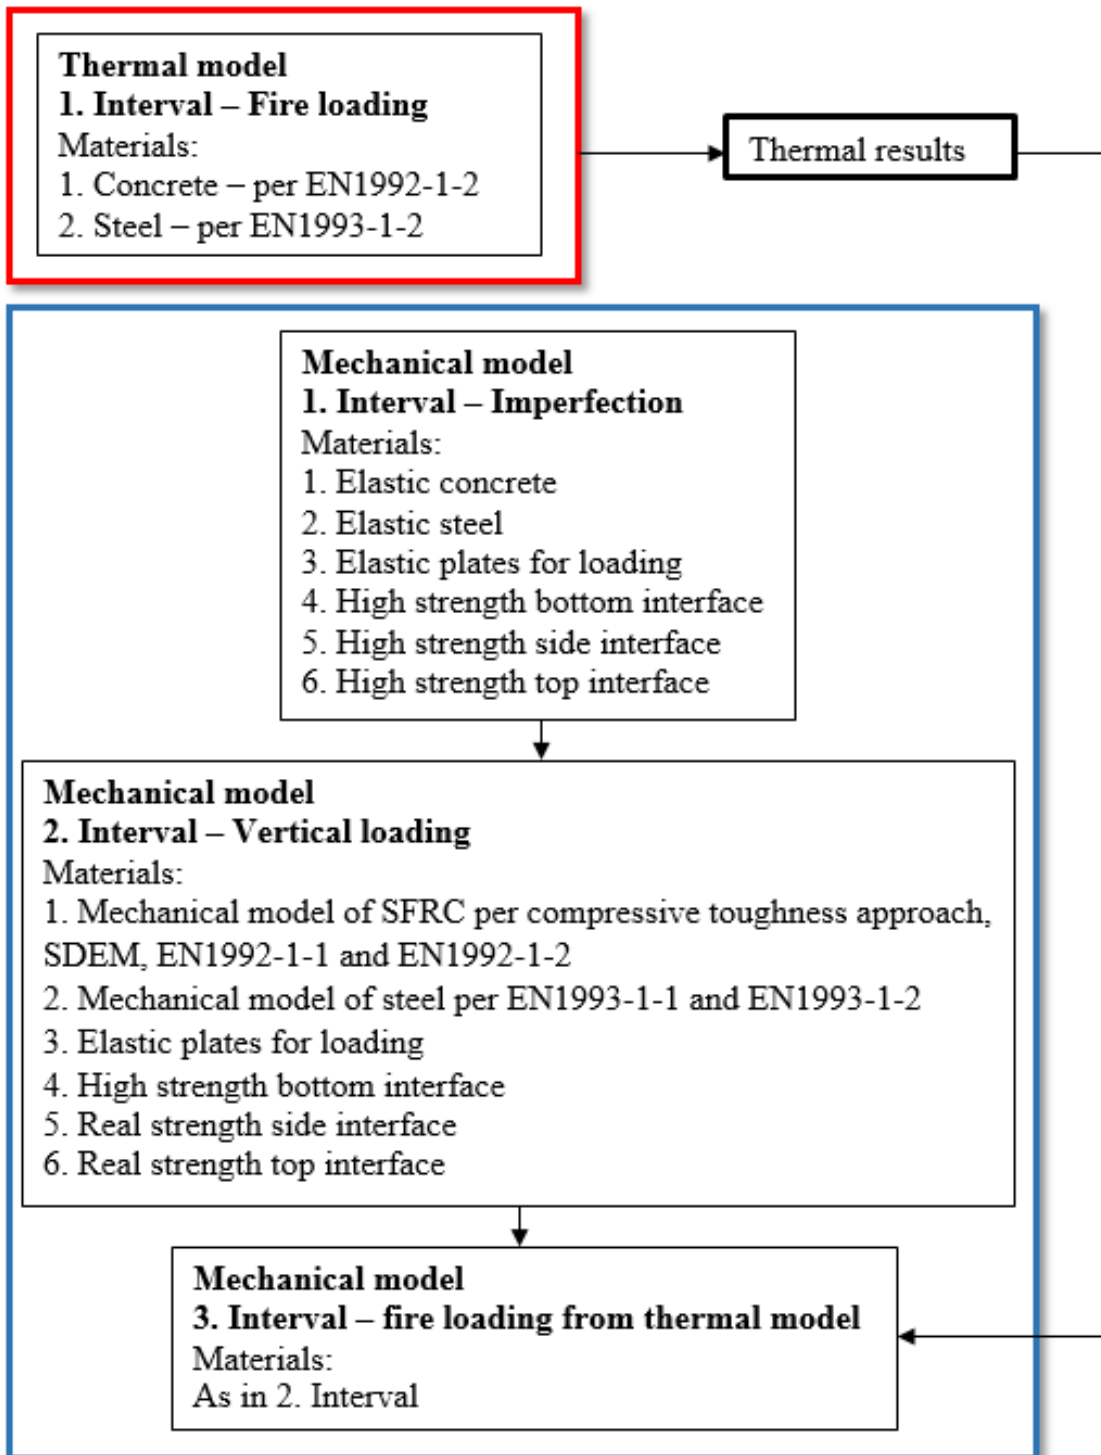 Thermal model
1. Interval – Fire loading
Materials:
1. Concrete – per EN1992-1-2
2. Steel – per EN1993-1-2
Thermal results
Mechanical model
1. Interval – Imperfection
Materials:
1. Elastic concrete
2. Elastic steel
3. Elastic plates for loading
4. High strength bottom interface
5. High strength side interface
6. High strength top interface
Mechanical model
2. Interval – Vertical loading
Materials:
1. Mechanical model of SFRC per compressive toughness approach,
SDEM, EN1992-1-1 and EN1992-1-2
2. Mechanical model of steel per EN1993-1-1 and EN1993-1-2
3. Elastic plates for loading
4. High strength bottom interface
5. Real strength side interface
6. Real strength top interface
Mechanical model
3. Interval – fire loading from thermal model
Materials:
As in 2. Interval